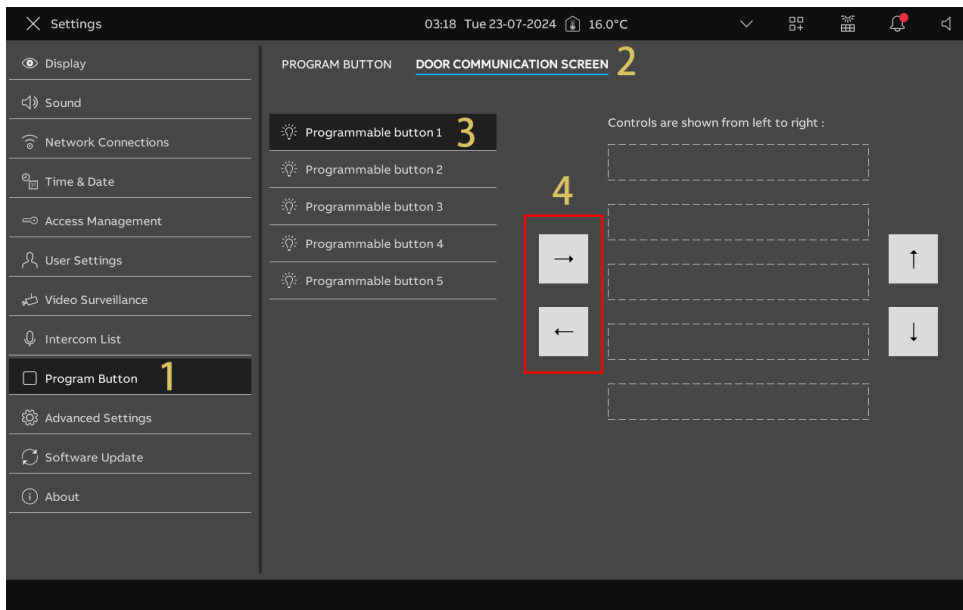 Settings
03:18 Tue 23-07-2024 16.0°C
Display
Sound
Network Connections
Time & Date
Access Management
User Settings
Video Surveillance
Intercom List
Program Button 1
Advanced Settings
Software Update
About
PROGRAM BUTTON DOOR COMMUNICATION SCREEN 2
Programmable button 1 3
Programmable button 2
Programmable button 3
Programmable button 4
Programmable button 5
4
→
←
Controls are shown from left to right :
↑
↓